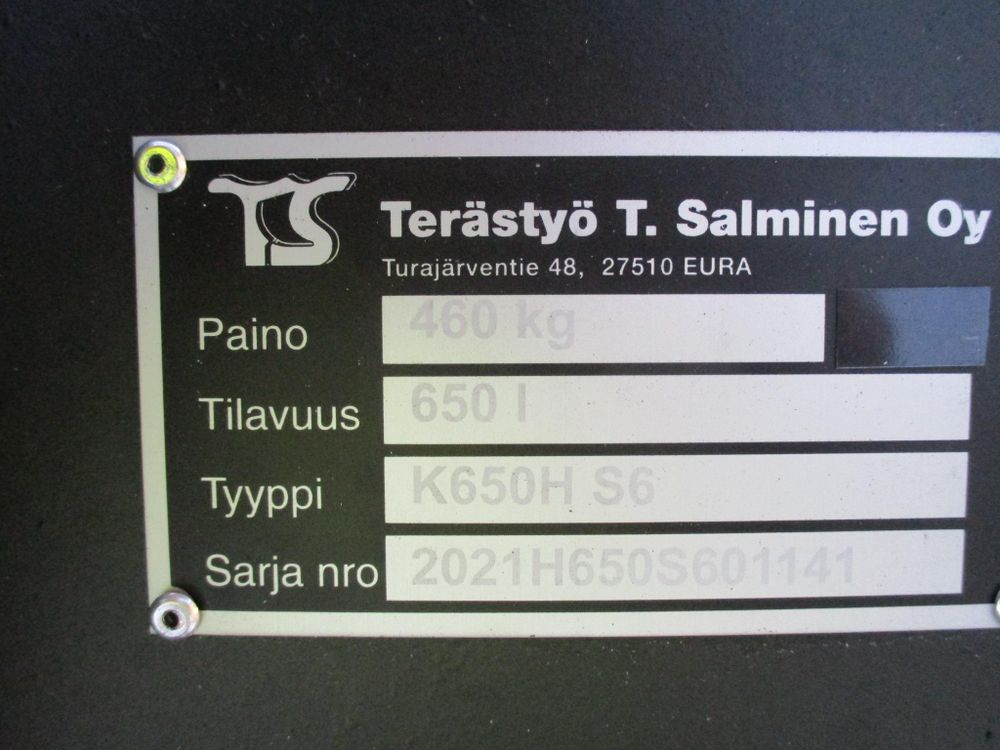 TS
Terästyö T. Salminen Oy
Turajärventie 48, 27510 EURA
Paino 460 kg
Tilavuus 650 l
Tyyppi K650H S6
Sarja nro 2021H650S601141